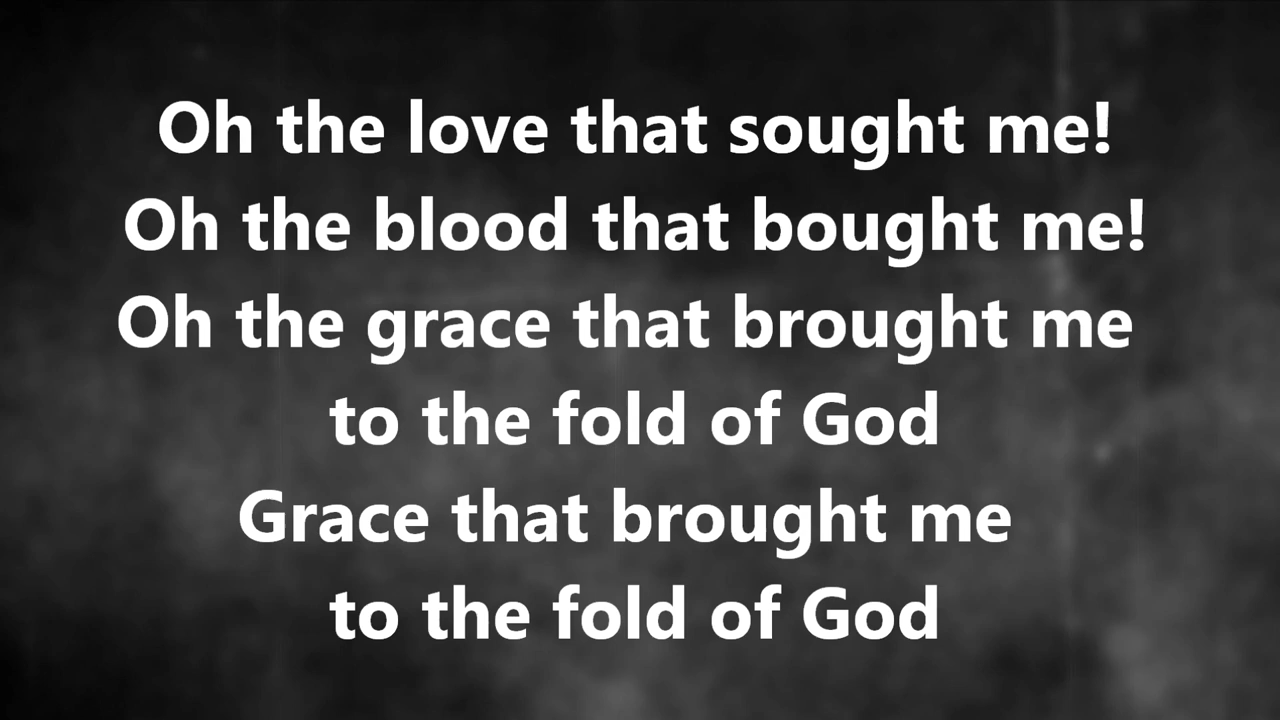 Oh the love that sought me!
Oh the blood that bought me!
Oh the grace that brought me
to the fold of God
Grace that brought me
to the fold of God